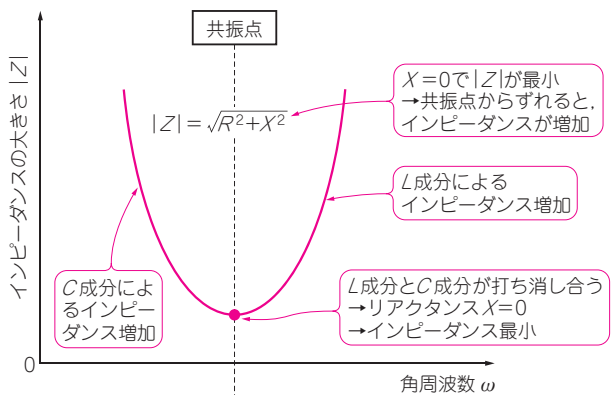 共振点
インピーダンスの大きさ |Z|
|Z|=√R²+X²
X=0で|Z|が最小
→共振点からずれると,
インピーダンスが増加
L成分による
インピーダンス増加
C成分によ
るインピー
ダンス増加
L成分とC成分が打ち消し合う
→リアクタンスX=0
→インピーダンス最小
0
角周波数 ω